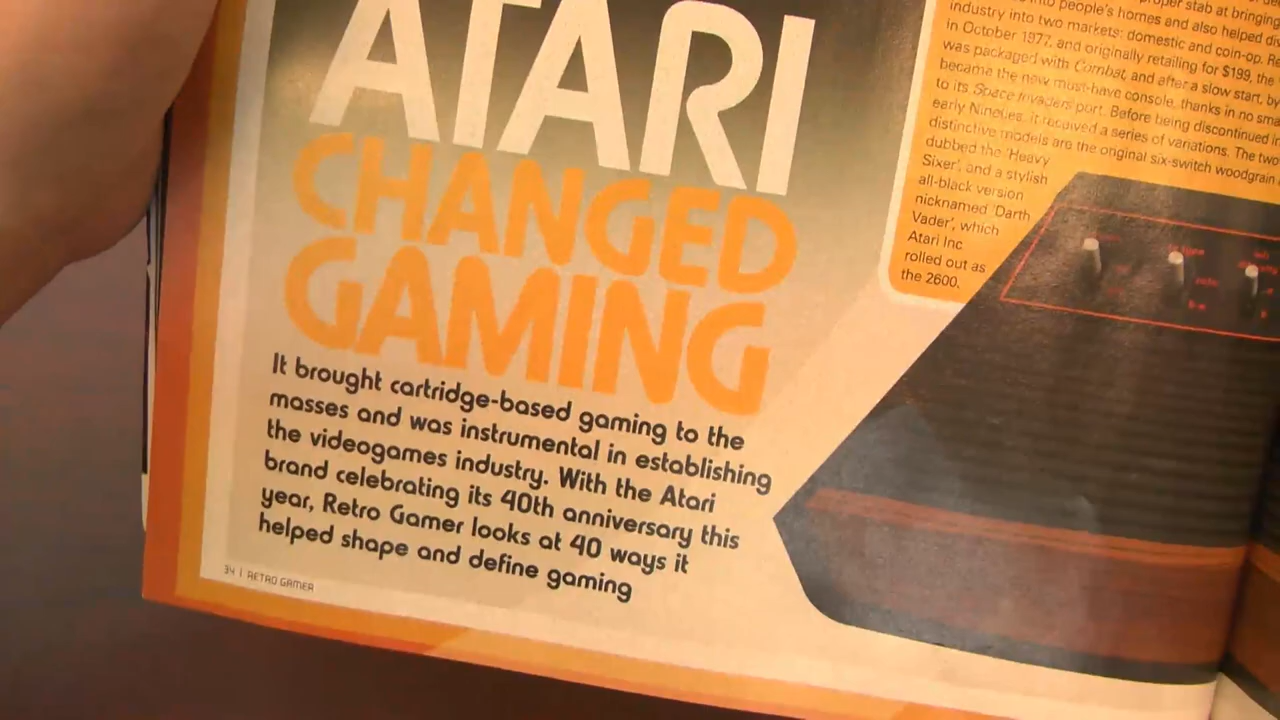 ATARI
CHANGED
GAMING
It brought cartridge-based gaming to the
masses and was instrumental in establishing
the videogames industry. With the Atari
brand celebrating its 40th anniversary this
year, Retro Gamer looks at 40 ways it
helped shape and define gaming
34 | RETRO GAMER
proper stab at bringing
into people's homes and also helped
industry into two markets: domestic and coin-op.
in October 1977, and originally retailing for $199, the
was packaged with Combat, and after a slow start, by
became the new must-have console, thanks in no
to its Space Invaders port. Before being discontinued
early Nineties, it received a series of variations. The two
distinctive models are the original six-switch woodgrain
dubbed the 'Heavy
Sixer', and a stylish
all-black version
nicknamed 'Darth
Vader', which
Atari Inc
rolled out as
the 2600.